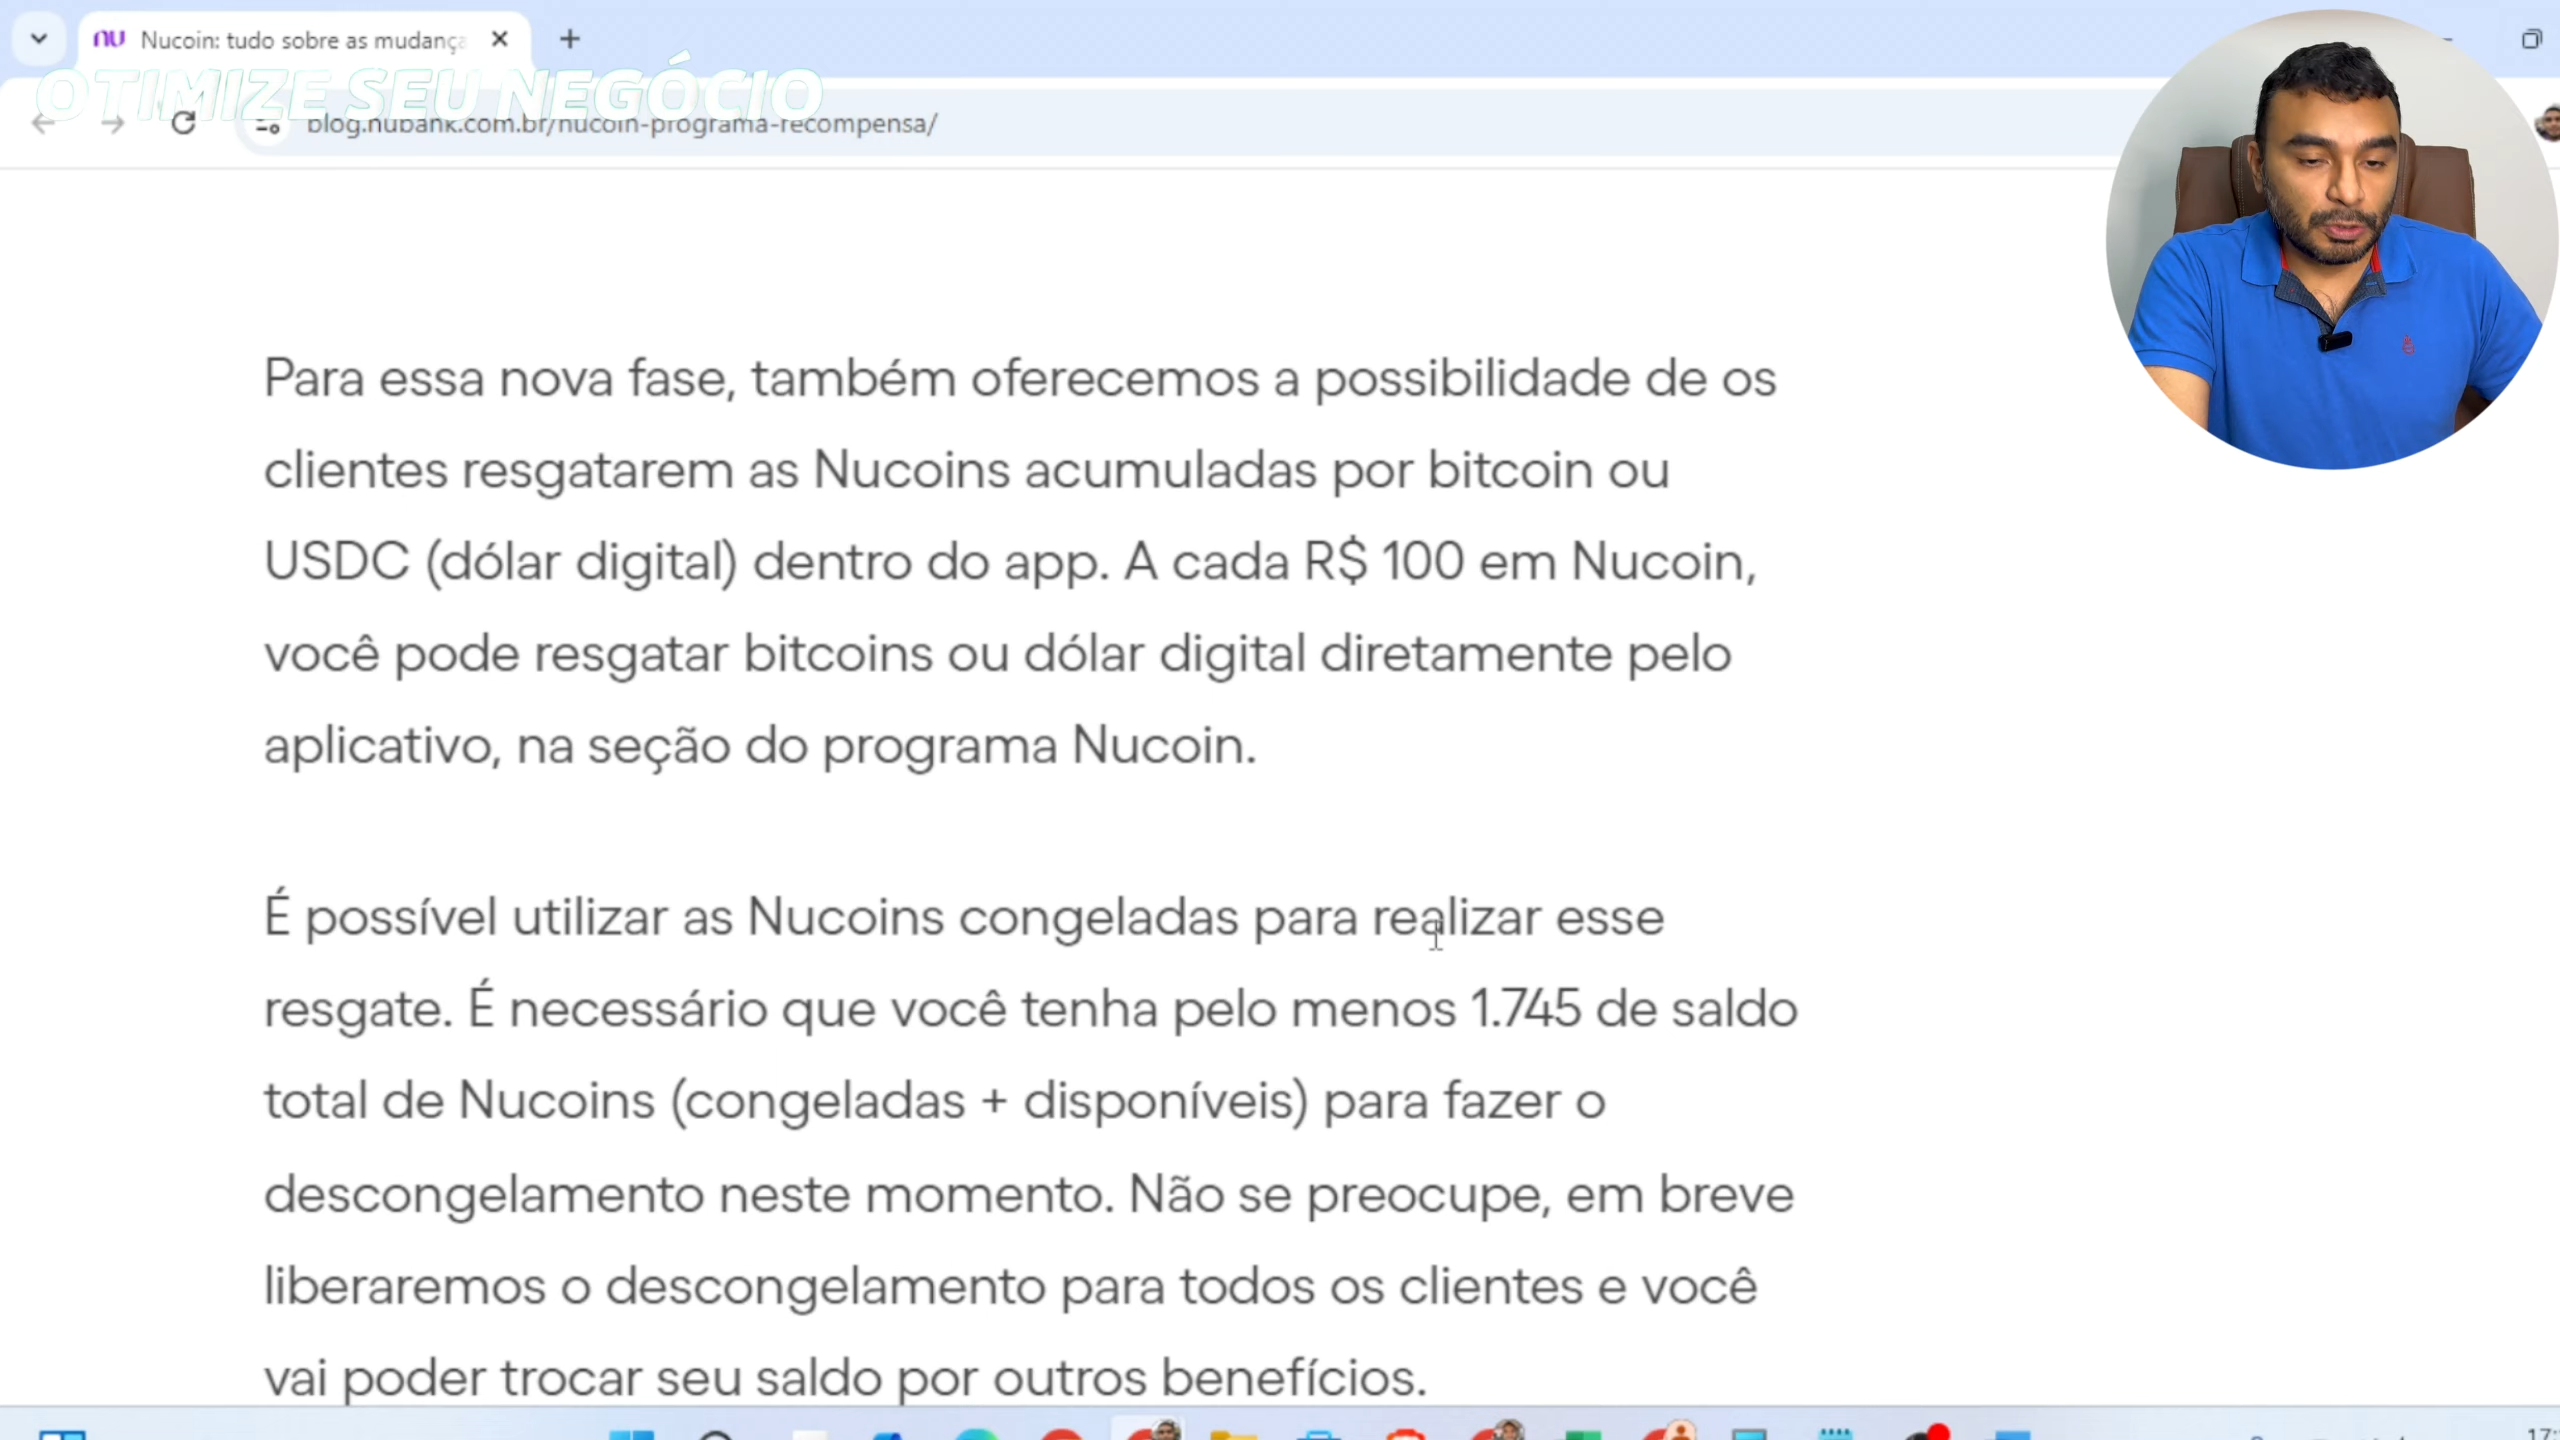 nu Nucoin: tudo sobre as mudança
OTIMIZE SEU NEGÓCIO
blog.nubank.com.br/nucoin-programa-recompensa/
Para essa nova fase, também oferecemos a possibilidade de os
clientes resgatarem as Nucoins acumuladas por bitcoin ou
USDC (dólar digital) dentro do app. A cada R$ 100 em Nucoin,
você pode resgatar bitcoins ou dólar digital diretamente pelo
aplicativo, na seção do programa Nucoin.
É possível utilizar as Nucoins congeladas para realizar esse
resgate. É necessário que você tenha pelo menos 1.745 de saldo
total de Nucoins (congeladas + disponíveis) para fazer o
descongelamento neste momento. Não se preocupe, em breve
liberaremos o descongelamento para todos os clientes e você
vai poder trocar seu saldo por outros benefícios.